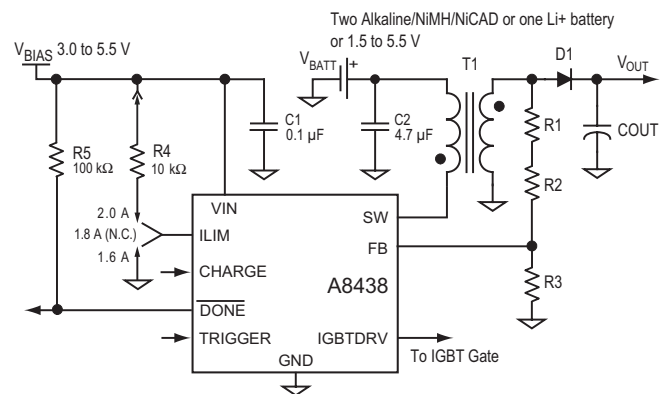 Two Alkaline/NiMH/NiCAD or one Li+ battery
or 1.5 to 5.5 V
VBIAS 3.0 to 5.5 V
VBATT
+
T1
D1
VOUT
C1
0.1 µF
C2
4.7 µF
R1
COUT
R5
100 kΩ
R4
10 kΩ
R2
VIN
2.0 A
SW
1.8 A (N.C.)
ILIM
FB
1.6 A
CHARGE
A8438
R3
DONE
TRIGGER
IGBTDRV
To IGBT Gate
GND